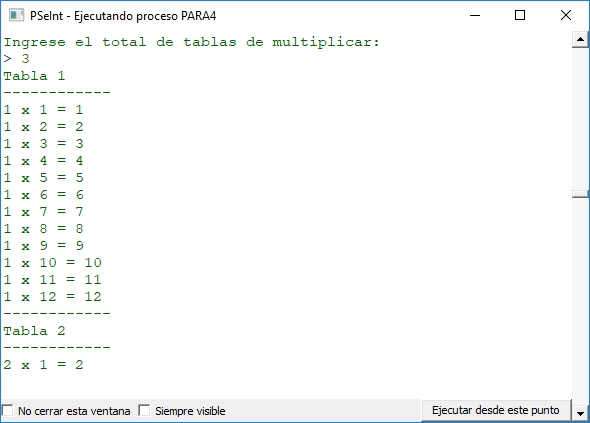 PSeInt - Ejecutando proceso PARA4
Ingrese el total de tablas de multiplicar:
> 3
Tabla 1
------------
1 x 1 = 1
1 x 2 = 2
1 x 3 = 3
1 x 4 = 4
1 x 5 = 5
1 x 6 = 6
1 x 7 = 7
1 x 8 = 8
1 x 9 = 9
1 x 10 = 10
1 x 11 = 11
1 x 12 = 12
------------
Tabla 2
------------
2 x 1 = 2
No cerrar esta ventana Siempre visible Ejecutar desde este punto